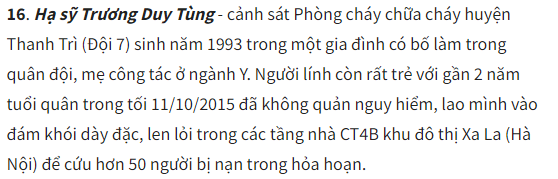 16. Hạ sỹ Trương Duy Tùng - cảnh sát Phòng cháy chữa cháy huyện
Thanh Trì (Đội 7) sinh năm 1993 trong một gia đình có bố làm trong
quân đội, mẹ công tác ở ngành Y. Người lính còn rất trẻ với gần 2 năm
tuổi quân trong tối 11/10/2015 đã không quản nguy hiểm, lao mình vào
đám khói dày đặc, len lỏi trong các tầng nhà CT4B khu đô thị Xa La (Hà
Nội) để cứu hơn 50 người bị nạn trong hỏa hoạn.